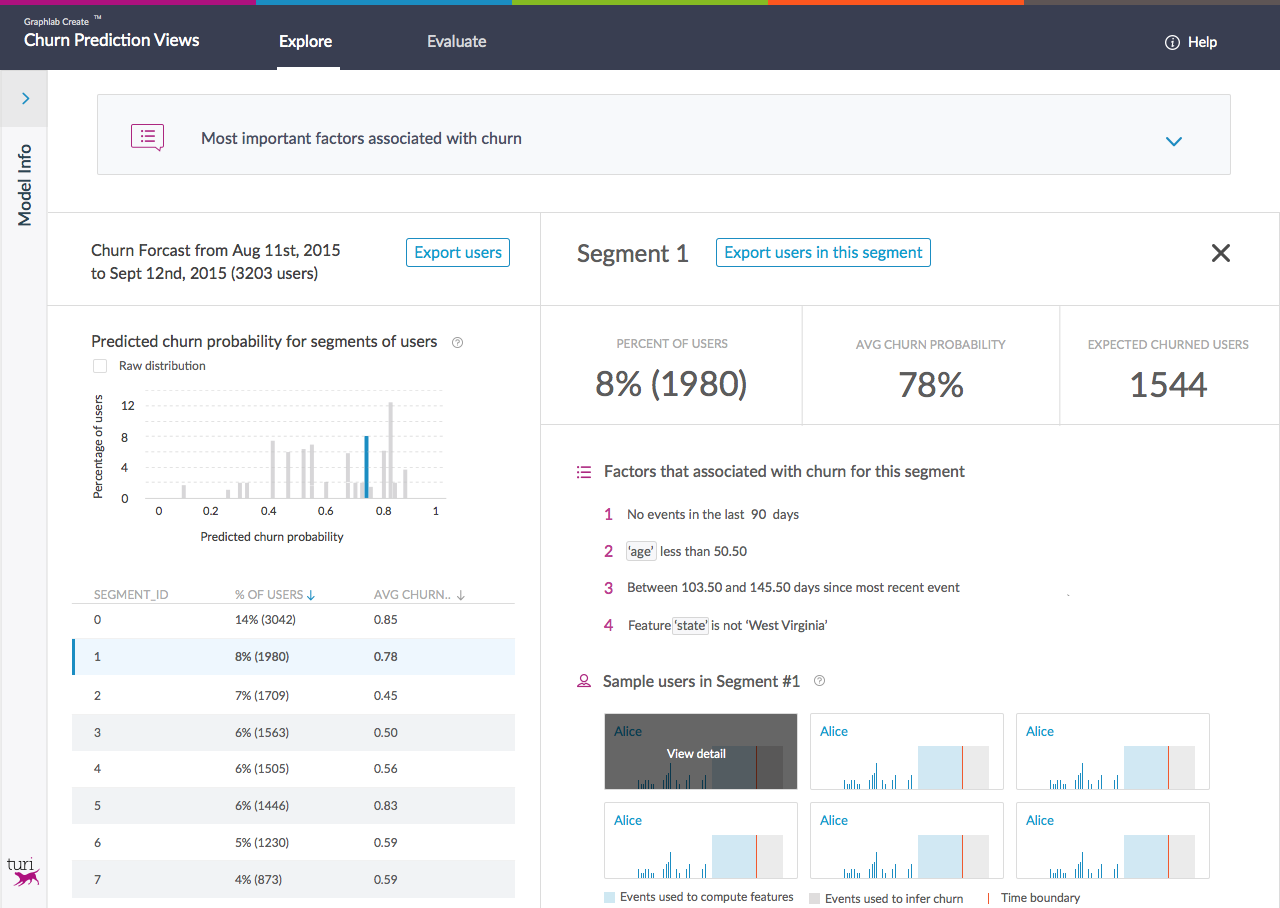 Graphlab Create ™
Churn Prediction Views
Explore
Evaluate
Help
Model Info
Most important factors associated with churn
Churn Forcast from Aug 11st, 2015
to Sept 12nd, 2015 (3203 users)
Export users
Predicted churn probability for segments of users
Raw distribution
Percentage of users
12
8
4
0
0 0.2 0.4 0.6 0.8 1
Predicted churn probability
SEGMENT_ID % OF USERS AVG CHURN..
0 14% (3042) 0.85
1 8% (1980) 0.78
2 7% (1709) 0.45
3 6% (1563) 0.50
4 6% (1505) 0.56
5 6% (1446) 0.83
6 5% (1230) 0.59
7 4% (873) 0.59
turi
Segment 1
Export users in this segment
PERCENT OF USERS
8% (1980)
AVG CHURN PROBABILITY
78%
EXPECTED CHURNED USERS
1544
Factors that associated with churn for this segment
1 No events in the last 90 days
2 'age' less than 50.50
3 Between 103.50 and 145.50 days since most recent event
4 Feature 'state' is not ‘West Virginia’
Sample users in Segment #1
Alice
View detail
Alice
Alice
Alice
Alice
Alice
Events used to compute features
Events used to infer churn
Time boundary